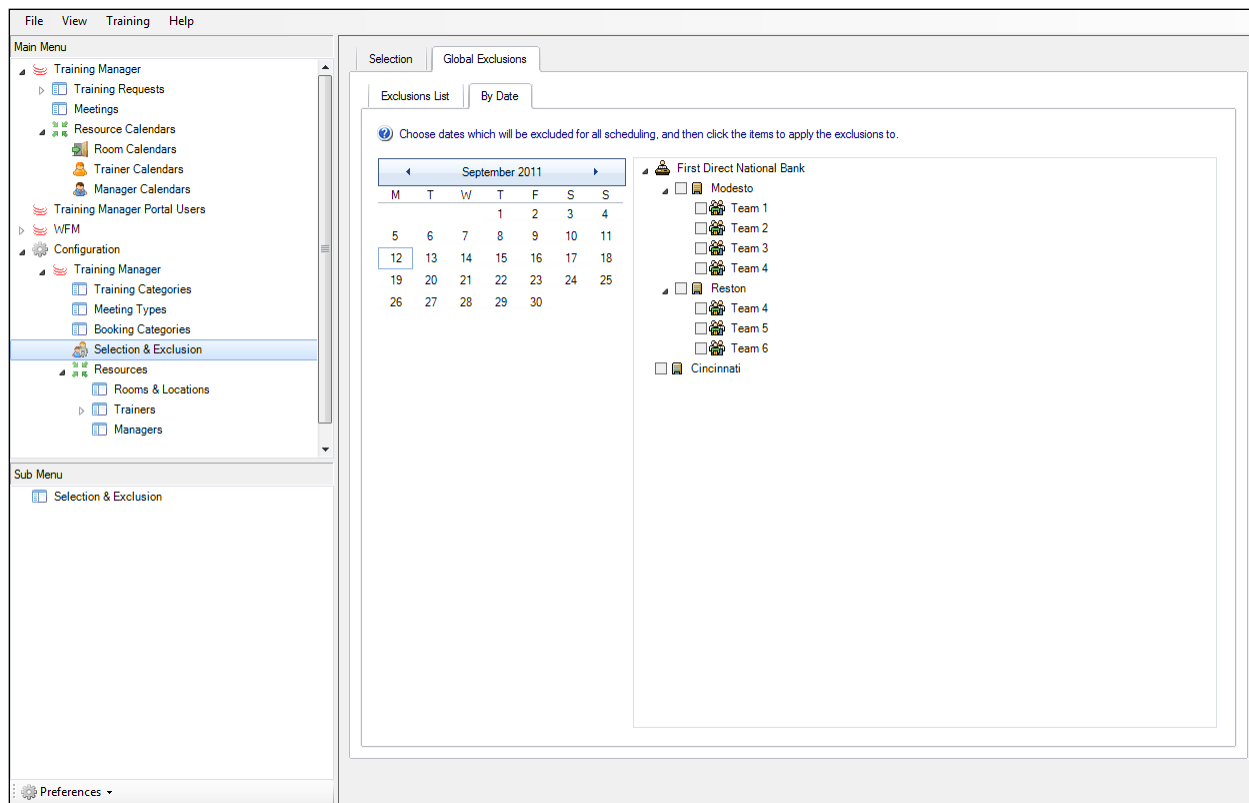 File View Training Help
Main Menu
Training Manager
Training Requests
Meetings
Resource Calendars
Room Calendars
Trainer Calendars
Manager Calendars
Training Manager Portal Users
WFM
Configuration
Training Manager
Training Categories
Meeting Types
Booking Categories
Selection & Exclusion
Resources
Rooms & Locations
Trainers
Managers
Sub Menu
Selection & Exclusion
Preferences
Selection Global Exclusions
Exclusions List By Date
Choose dates which will be excluded for all scheduling, and then click the items to apply the exclusions to.
September 2011
M T W T F S S
1 2 3 4
5 6 7 8 9 10 11
12 13 14 15 16 17 18
19 20 21 22 23 24 25
26 27 28 29 30
First Direct National Bank
Modesto
Team 1
Team 2
Team 3
Team 4
Reston
Team 4
Team 5
Team 6
Cincinnati